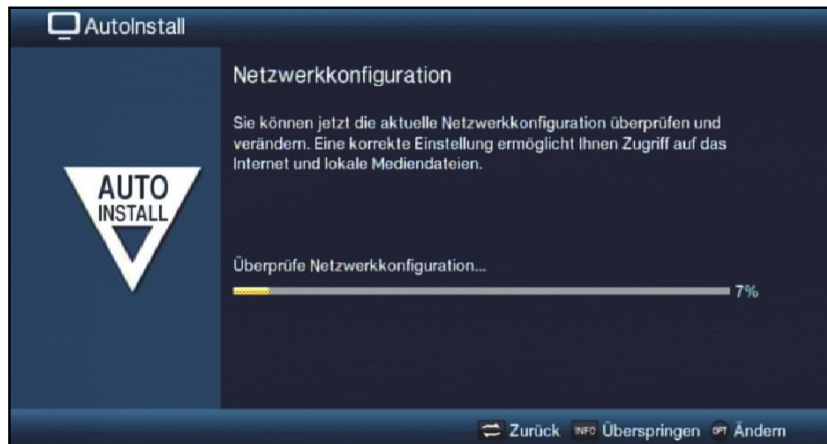 AutoInstall
Netzwerkkonfiguration
Sie können jetzt die aktuelle Netzwerkkonfiguration überprüfen und
verändern. Eine korrekte Einstellung ermöglicht Ihnen Zugriff auf das
Internet und lokale Mediendateien.
AUTO
INSTALL
Überprüfe Netzwerkkonfiguration...
7%
Zurück INFO Überspringen OPT Ändern